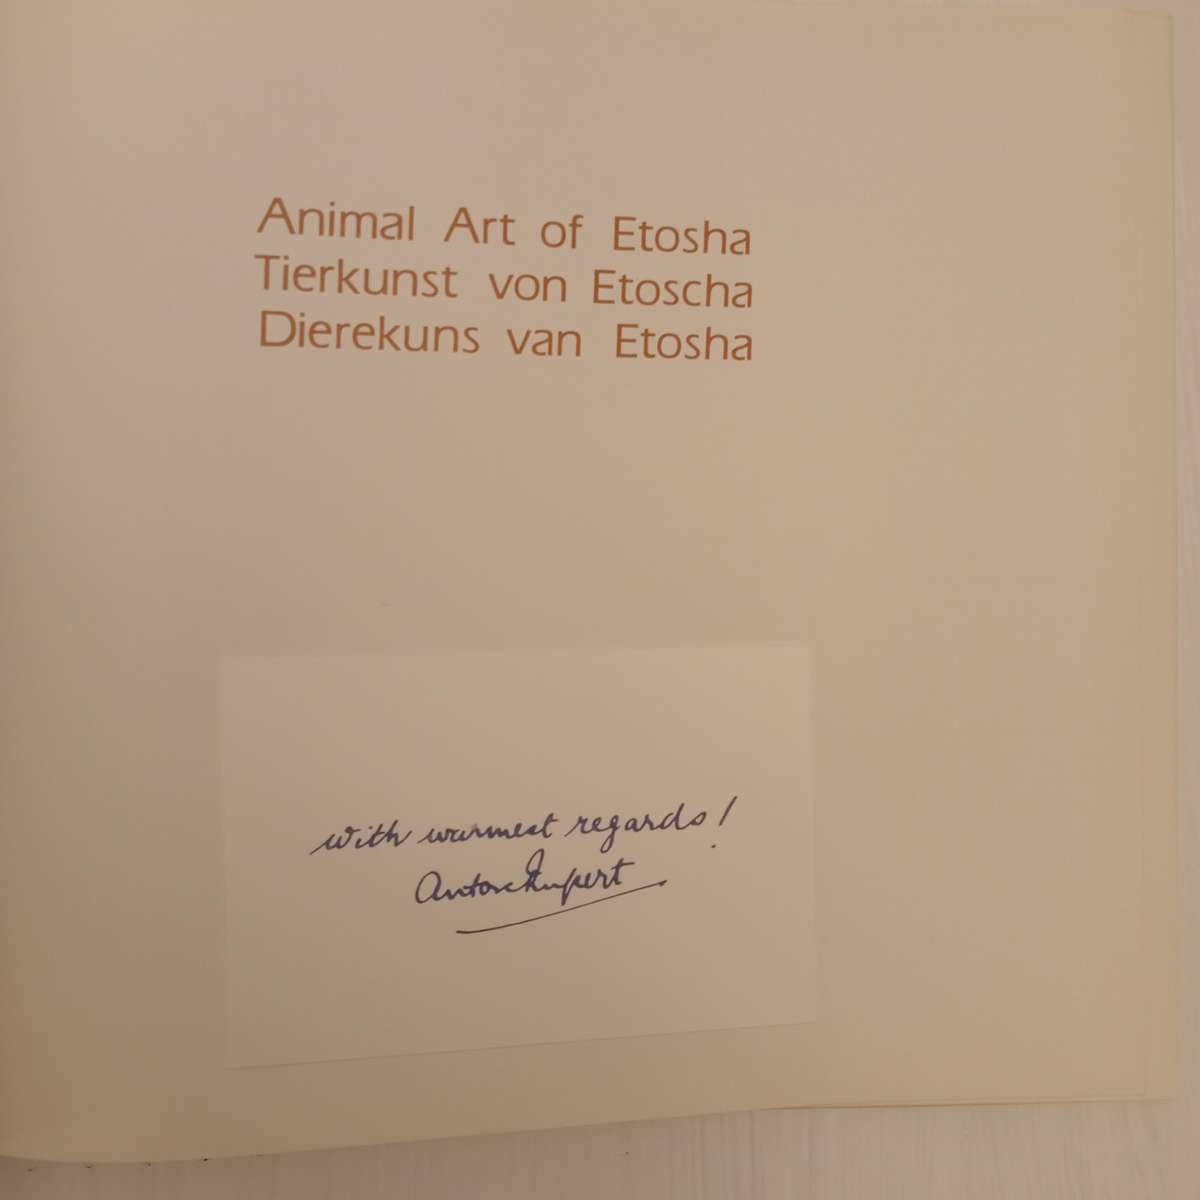 Animal Art of Etosha
Tierkunst von Etoscha
Dierekuns van Etosha
with warmest regards!
Anton Rupert